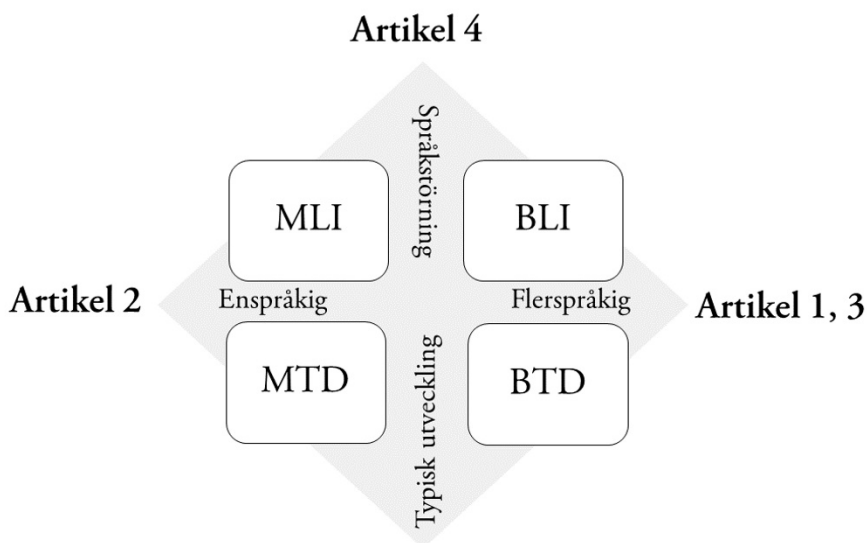 Artikel 4
Språkstörning
MLI
BLI
Artikel 2
Enspråkig
Flerspråkig
Artikel 1, 3
MTD
BTD
Typisk utveckling